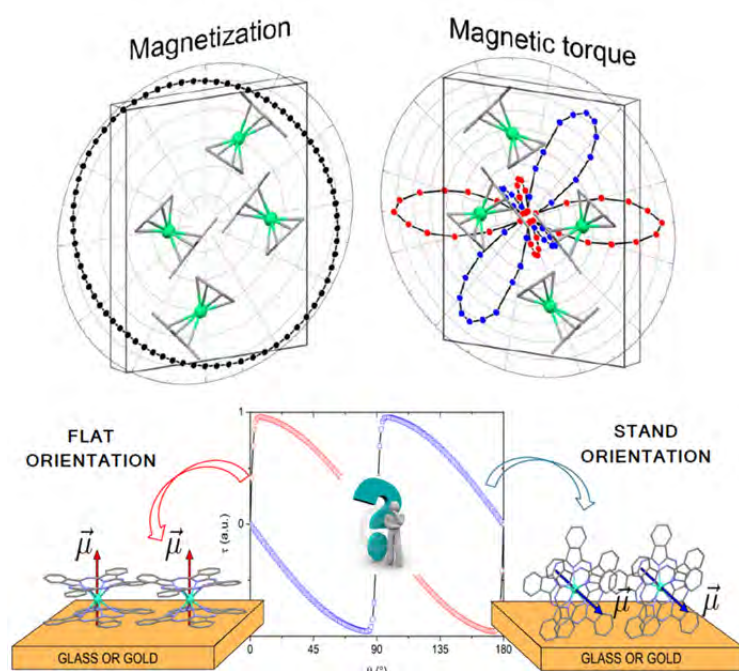 Magnetization
Magnetic torque
FLAT
ORIENTATION
STAND
ORIENTATION
1
0
τ (a.u.)
0 45 90 135 180
μ⃗ μ⃗
μ⃗ μ⃗
GLASS OR GOLD
GLASS OR GOLD